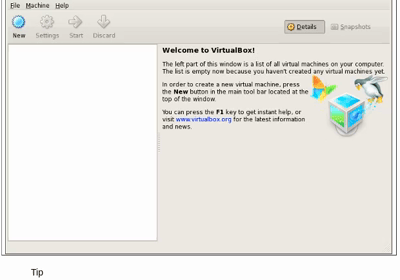 File Machine Help
New Settings Start Discard
Details Snapshots
Welcome to VirtualBox!
The left part of this window is a list of all virtual machines on your computer.
The list is empty now because you haven't created any virtual machines yet.
In order to create a new virtual machine, press
the New button in the main tool bar located at the
top of the window.
You can press the F1 key to get instant help, or
visit www.virtualbox.org for the latest information
and news.
Tip